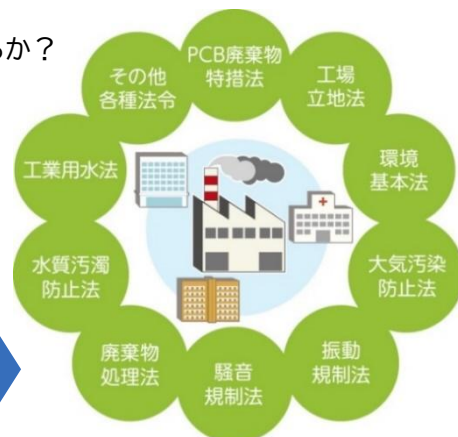 か？
PCB廃棄物
特措法
工場
立地法
環境
基本法
大気汚染
防止法
振動
規制法
騒音
規制法
廃棄物
処理法
水質汚濁
防止法
工業用水法
その他
各種法令